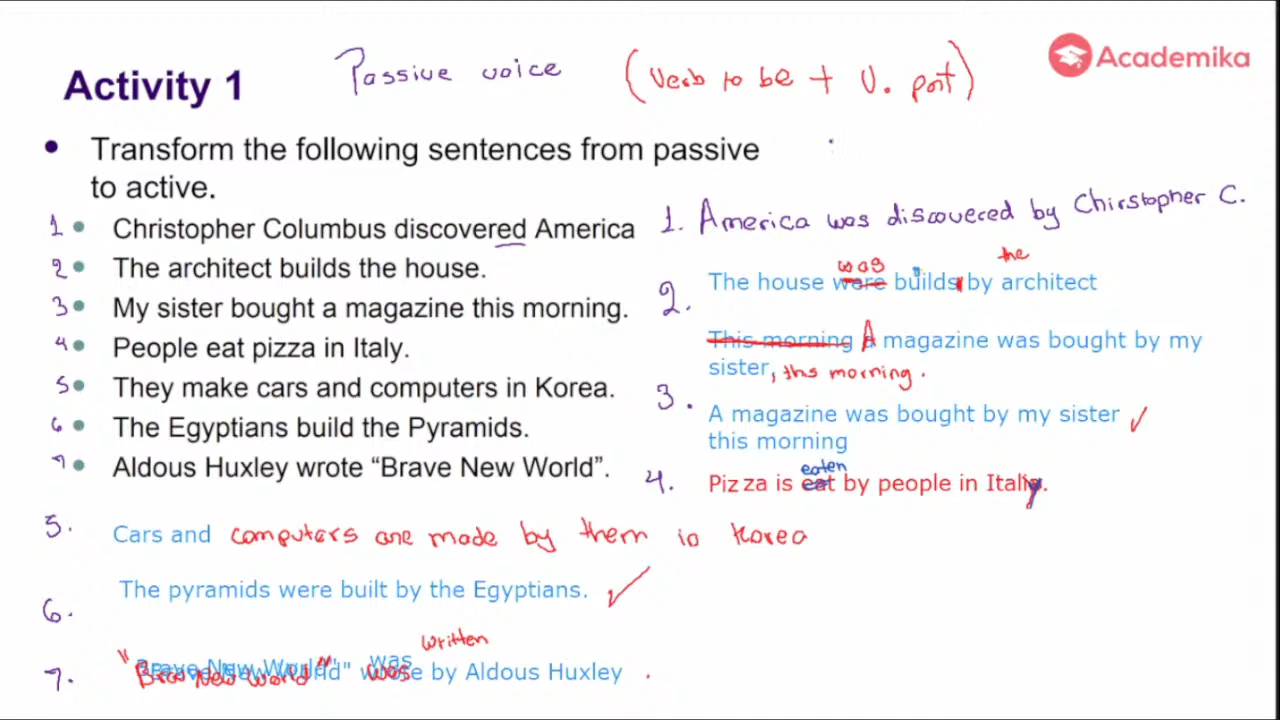 Academika
Activity 1
Passive voice (Verb to be + V. past)
Transform the following sentences from passive
to active.
1 Christopher Columbus discovered America
2 The architect builds the house.
3 My sister bought a magazine this morning.
4 People eat pizza in Italy.
5 They make cars and computers in Korea.
6 The Egyptians build the Pyramids.
7 Aldous Huxley wrote “Brave New World”.
1. America was discovered by Chirstopher C.
was the
2. The house were builds by architect
This morning A magazine was bought by my
sister, this morning.
3. A magazine was bought by my sister
this morning
eaten
4. Pizza is eat by people in Italy.
5. Cars and computers are made by them in Korea
6. The pyramids were built by the Egyptians.
written
7. "Brave New World" was by Aldous Huxley.